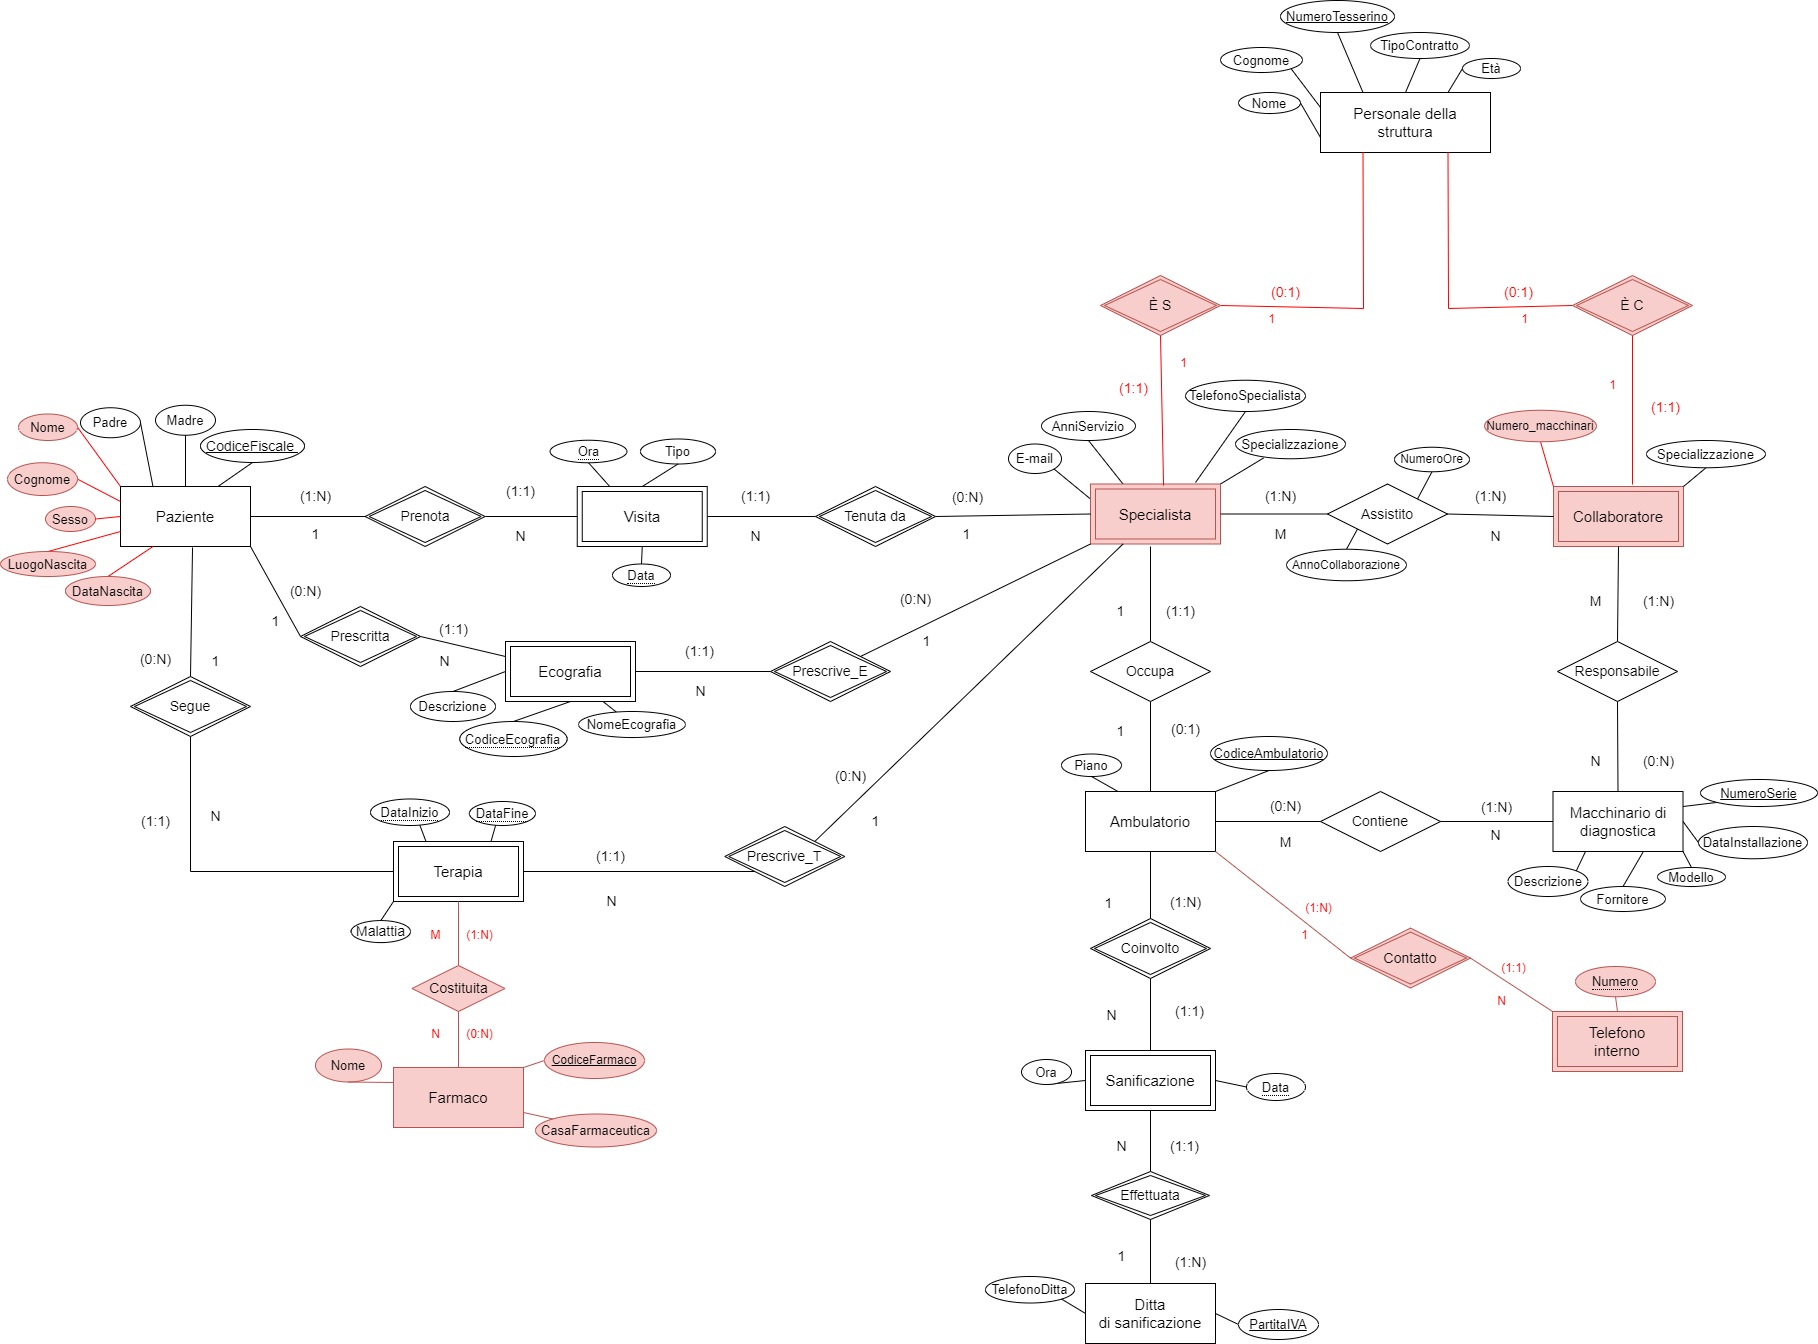 NumeroTesserino
TipoContratto
Cognome
Età
Nome
Personale della
struttura
È S
(0:1)
1
(0:1)
1
È C
1
(1:1)
1
(1:1)
Nome
Padre
Madre
CodiceFiscale
Cognome
Sesso
LuogoNascita
DataNascita
Paziente
(1:N)
1
Prenota
(1:1)
N
Ora
Tipo
Visita
Data
(1:1)
N
Tenuta da
(0:N)
1
E-mail
AnniServizio
TelefonoSpecialista
Specializzazione
Specialista
(1:N)
M
Assistito
NumeroOre
AnnoCollaborazione
(1:N)
N
Numero_macchinari
Specializzazione
Collaboratore
(0:N)
1
Prescritta
(1:1)
N
Ecografia
Descrizione
CodiceEcografia
NomeEcografia
(1:1)
N
Prescrive_E
(0:N)
1
(0:N)
1
Segue
(1:1)
N
DataInizio
DataFine
Terapia
Malattia
(1:1)
N
Prescrive_T
(0:N)
1
M
(1:N)
Costituita
N
(0:N)
Nome
CodiceFarmaco
Farmaco
CasaFarmaceutica
1
(1:1)
Occupa
1
(0:1)
Piano
CodiceAmbulatorio
Ambulatorio
(0:N)
M
Contiene
(1:N)
N
M
(1:N)
Responsabile
N
(0:N)
NumeroSerie
Macchinario di
diagnostica
DataInstallazione
Descrizione
Fornitore
Modello
(1:N)
1
Contatto
(1:1)
N
Numero
Telefono
interno
1
(1:N)
Coinvolto
N
(1:1)
Ora
Sanificazione
Data
N
(1:1)
Effettuata
1
(1:N)
TelefonoDitta
Ditta
di sanificazione
PartitaIVA